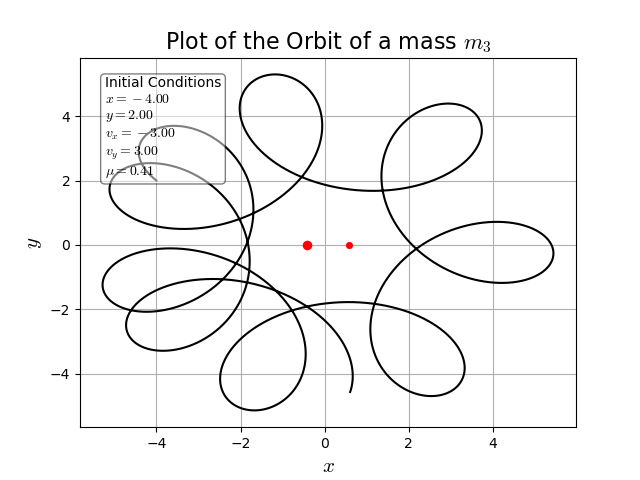 Plot of the Orbit of a mass m₃
Initial Conditions
x = −4.00
y = 2.00
vₓ = −3.00
v_y = 3.00
μ = 0.41
4
2
0
−2
−4
y
−4 −2 0 2 4
x